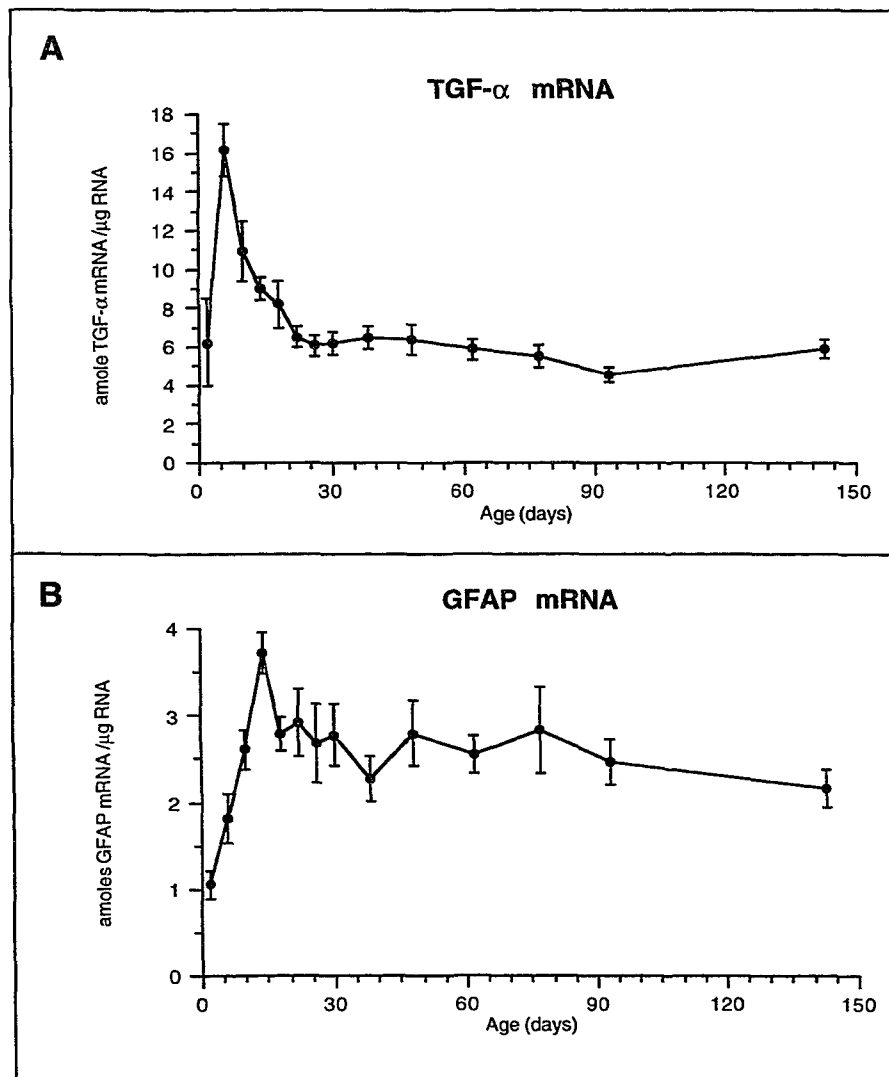 A
TGF-α mRNA
amole TGF-α mRNA /μg RNA
18
16
14
12
10
8
6
4
2
0
0 30 60 90 120 150
Age (days)
B
GFAP mRNA
amoles GFAP mRNA /μg RNA
4
3
2
1
0
0 30 60 90 120 150
Age (days)